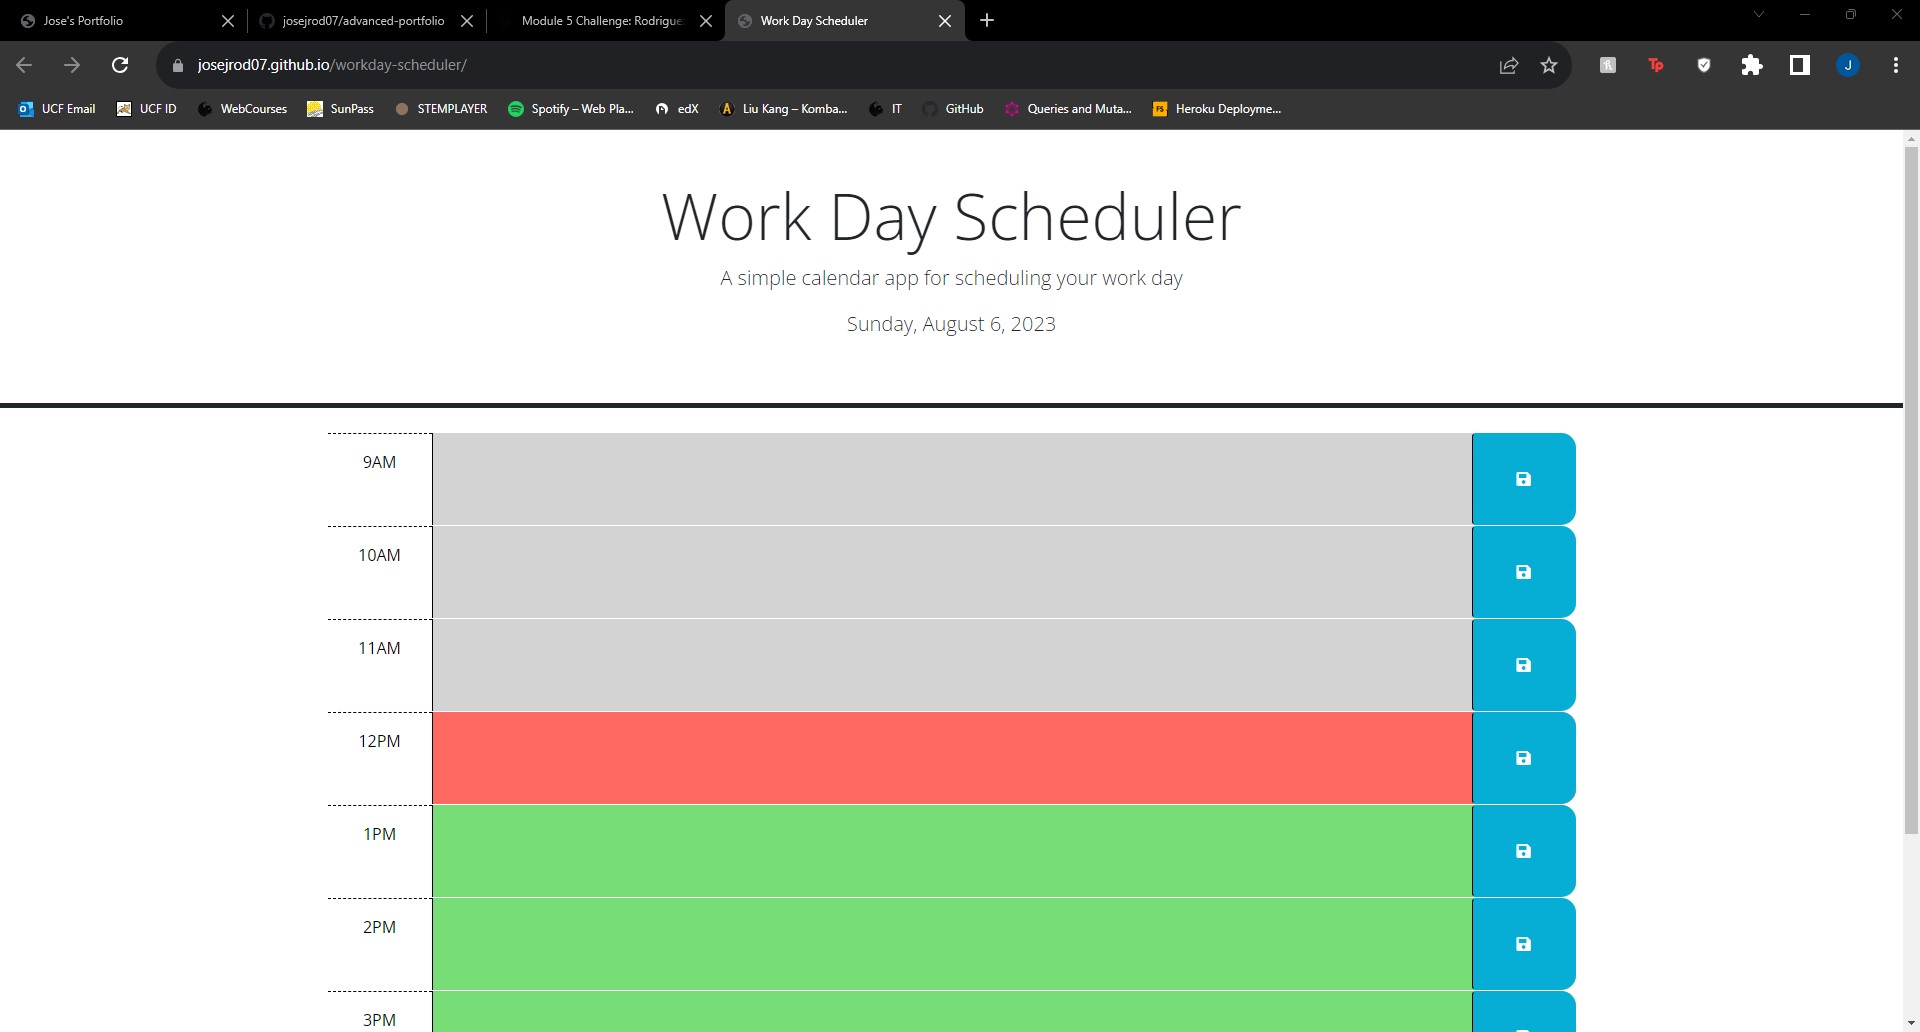 Jose's Portfolio
josejrod07/advanced-portfolio
Module 5 Challenge: Rodrigue
Work Day Scheduler
josejrod07.github.io/workday-scheduler/
Tp
J
UCF Email
UCF ID
WebCourses
SunPass
STEMPLAYER
Spotify – Web Pla...
edX
A
Liu Kang – Komba...
IT
GitHub
Queries and Muta...
FS
Heroku Deployme...
Work Day Scheduler
A simple calendar app for scheduling your work day
Sunday, August 6, 2023
9AM
10AM
11AM
12PM
1PM
2PM
3PM